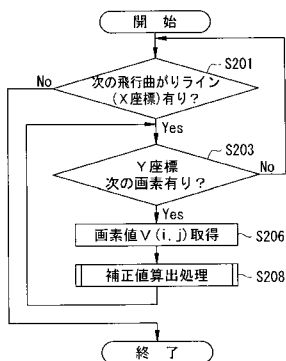 開始
S201
No
次の飛行曲がりライン
(X座標)有り?
Yes
S203
Y座標
次の画素有り?
No
Yes
画素値V(i,j)取得
S206
補正値算出処理
S208
終了